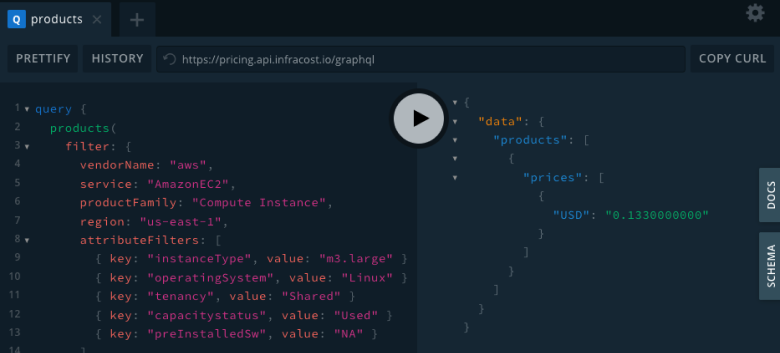 Q products ×
+
PRETTIFY HISTORY https://pricing.api.infracost.io/graphql COPY CURL
1 query {
2 products(
3 filter: {
4 vendorName: "aws",
5 service: "AmazonEC2",
6 productFamily: "Compute Instance",
7 region: "us-east-1",
8 attributeFilters: [
9 { key: "instanceType", value: "m3.large" }
10 { key: "operatingSystem", value: "Linux" }
11 { key: "tenancy", value: "Shared" }
12 { key: "capacitystatus", value: "Used" }
13 { key: "preInstalledSw", value: "NA" }
14 ]
{
"data": {
"products": [
{
"prices": [
{
"USD": "0.1330000000"
}
]
}
]
}
}
DOCS
SCHEMA